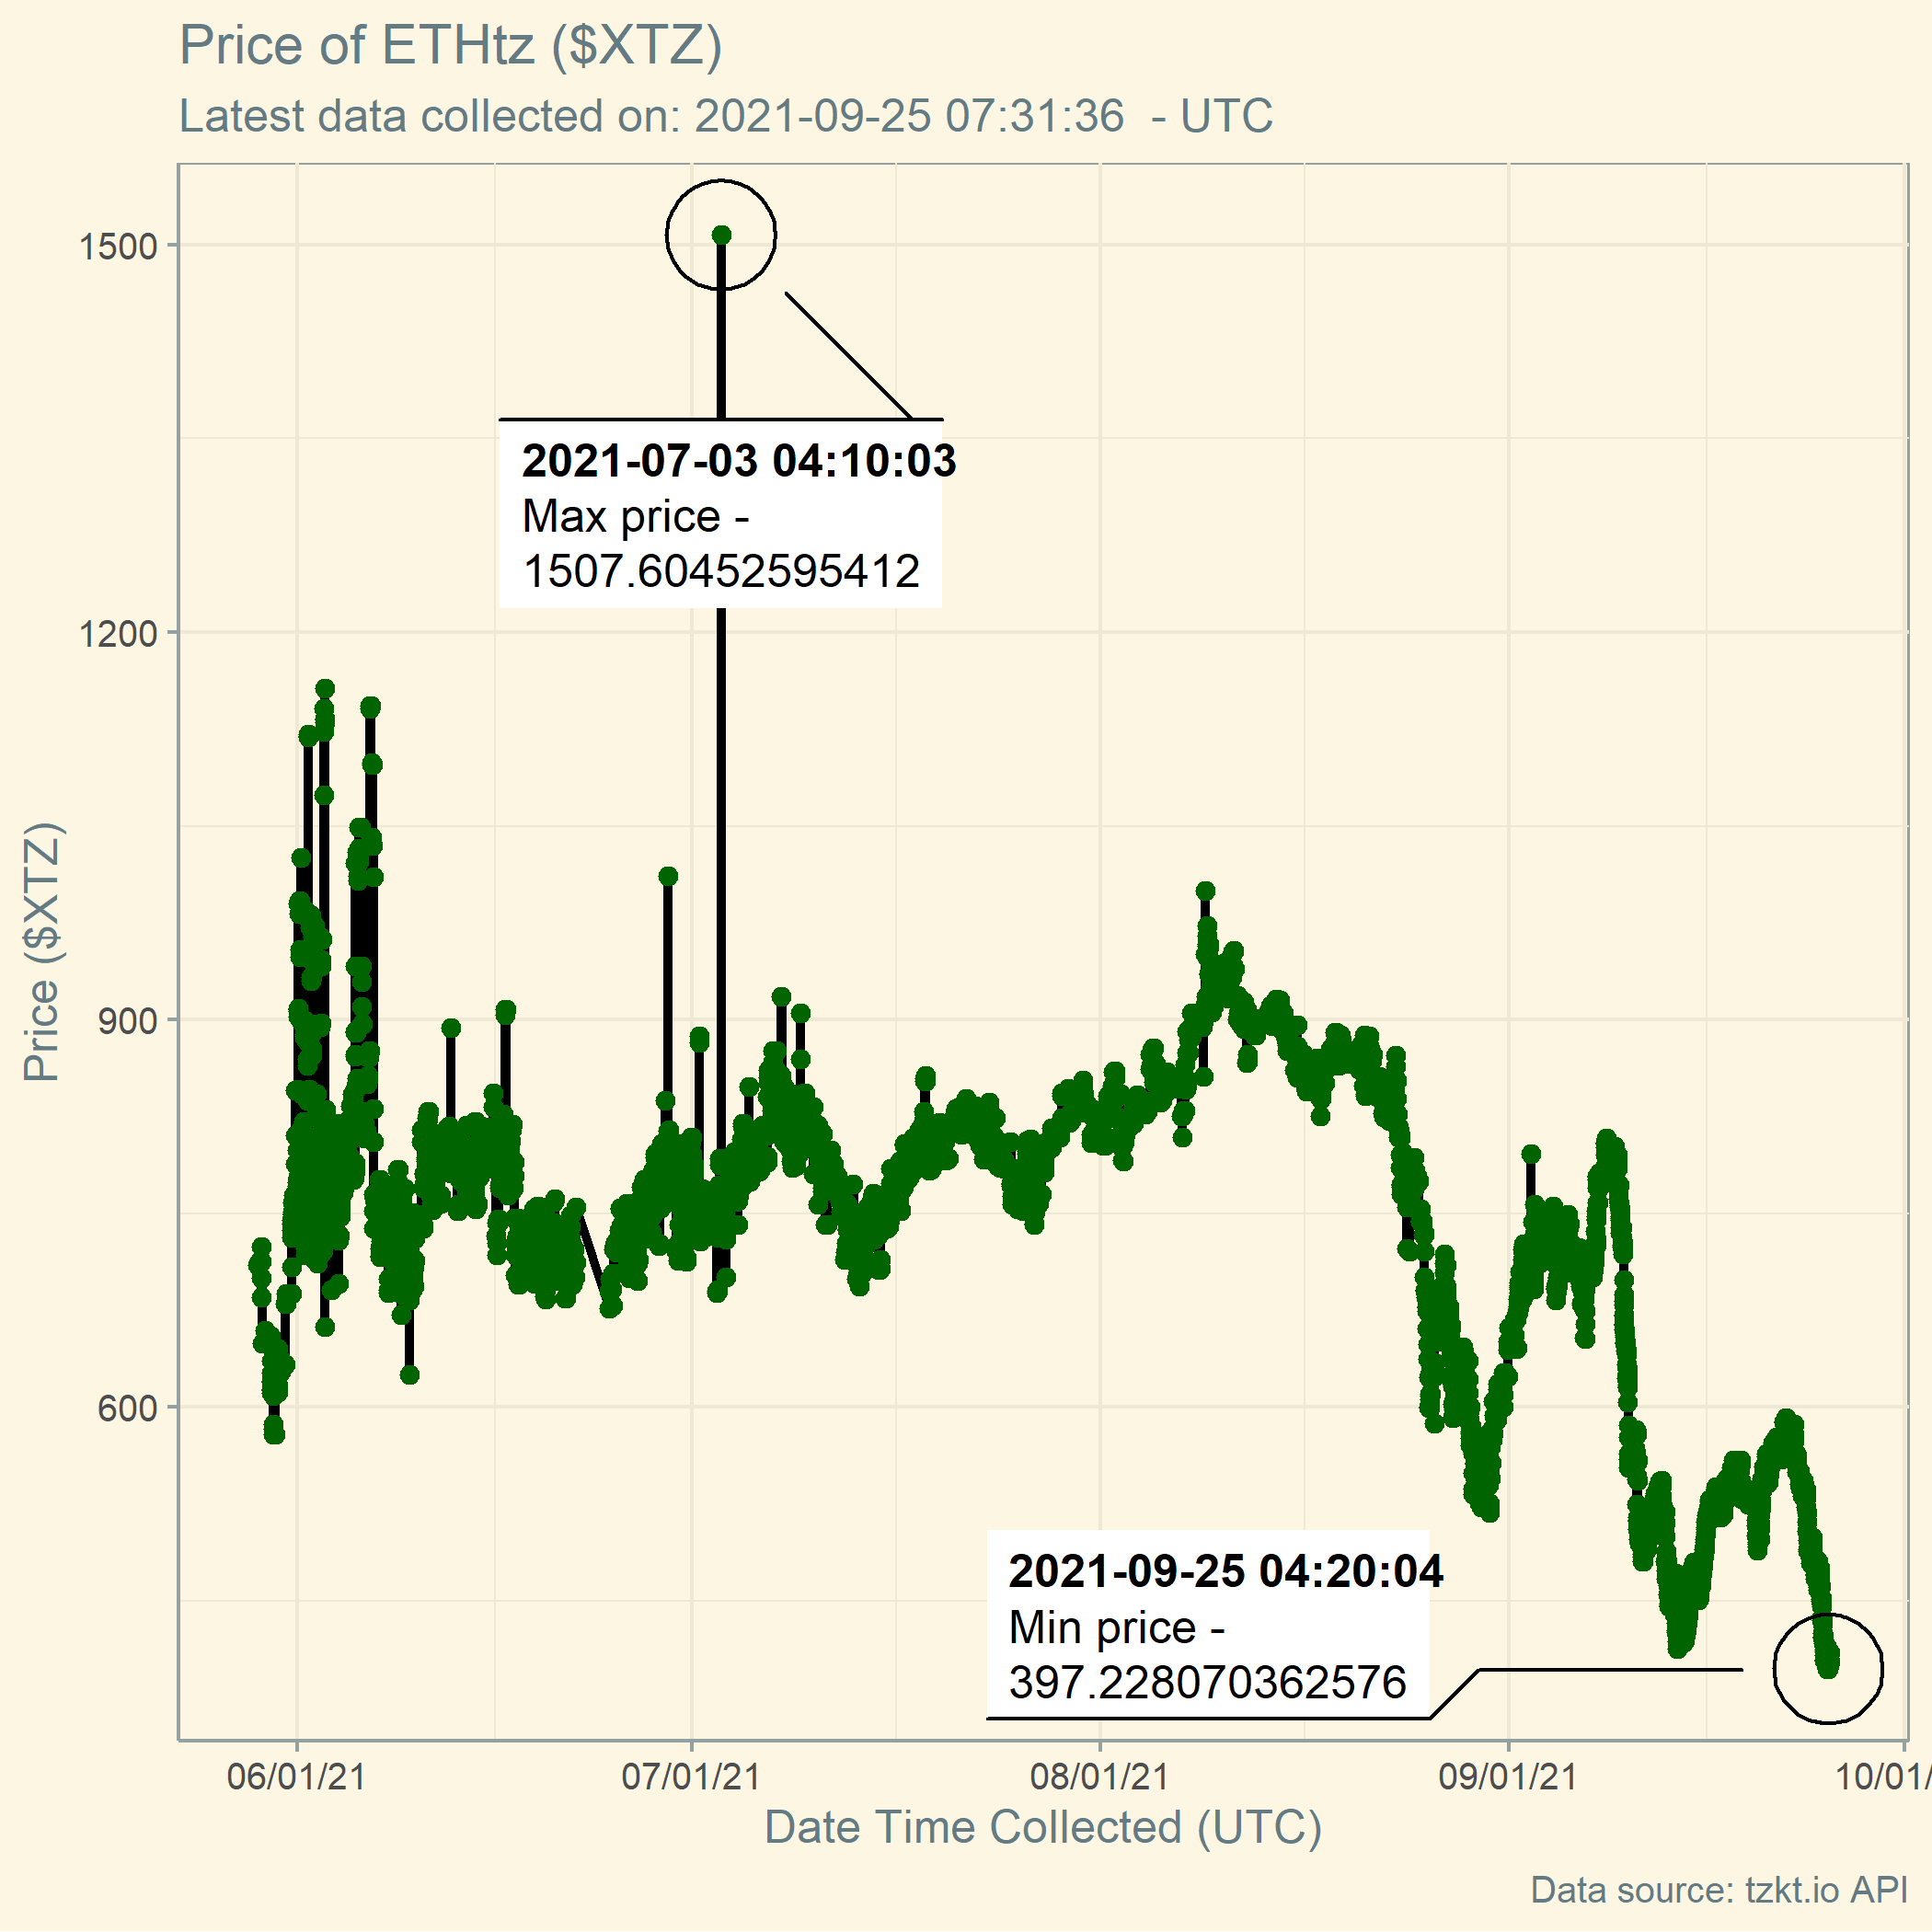 Price of ETHtz ($XTZ)
Latest data collected on: 2021-09-25 07:31:36  - UTC
1500
1200
900
600
Price ($XTZ)
2021-07-03 04:10:03
Max price -
1507.60452595412
2021-09-25 04:20:04
Min price -
397.228070362576
06/01/21
07/01/21
08/01/21
09/01/21
10/01/
Date Time Collected (UTC)
Data source: tzkt.io API